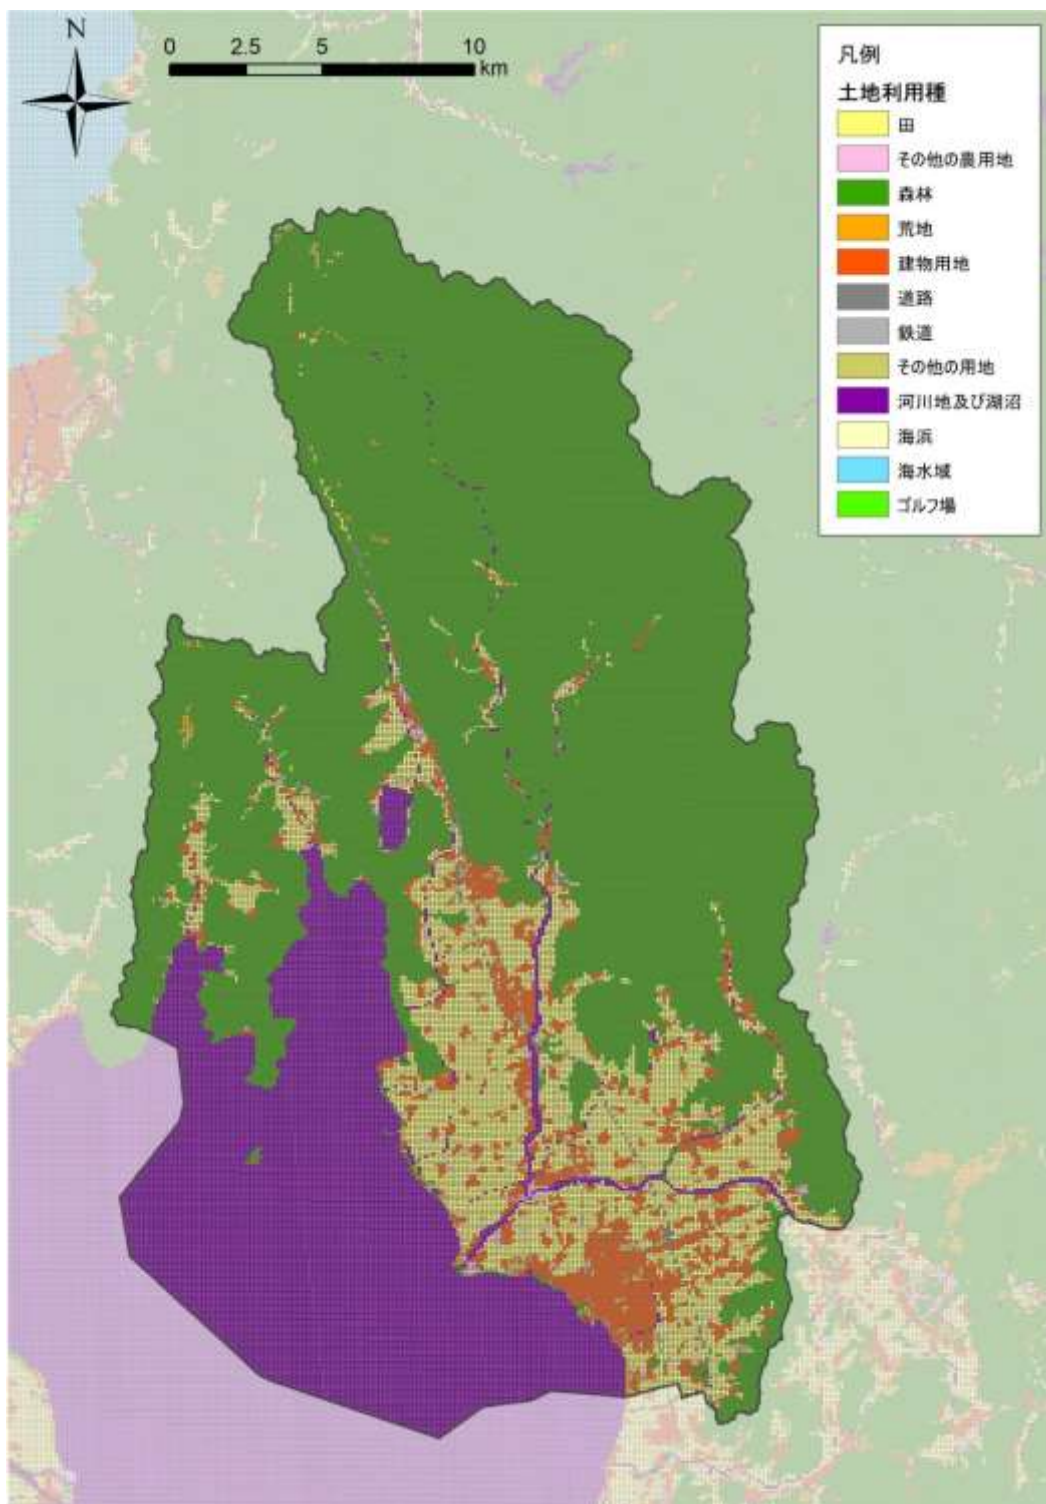 N
0 2.5 5 10
km
凡例
土地利用種
田
その他の農用地
森林
荒地
建物用地
道路
鉄道
その他の用地
河川地及び湖沼
海浜
海水域
ゴルフ場